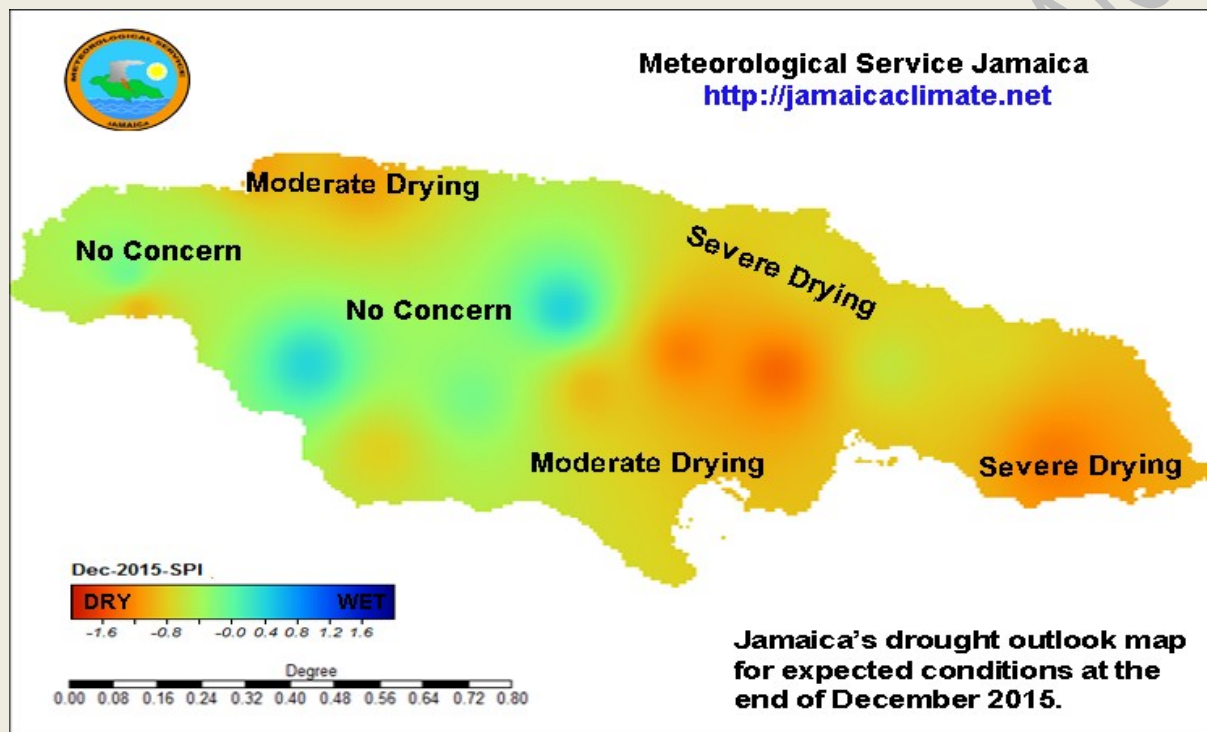 METEOROLOGICAL SERVICE
JAMAICA
Meteorological Service Jamaica
http://jamaicaclimate.net
Moderate Drying
No Concern
Severe Drying
No Concern
Moderate Drying
Severe Drying
Dec-2015-SPI
DRY WET
-1.6 -0.8 -0.0 0.4 0.8 1.2 1.6
Degree
0.00 0.08 0.16 0.24 0.32 0.40 0.48 0.56 0.64 0.72 0.80
Jamaica's drought outlook map
for expected conditions at the
end of December 2015.